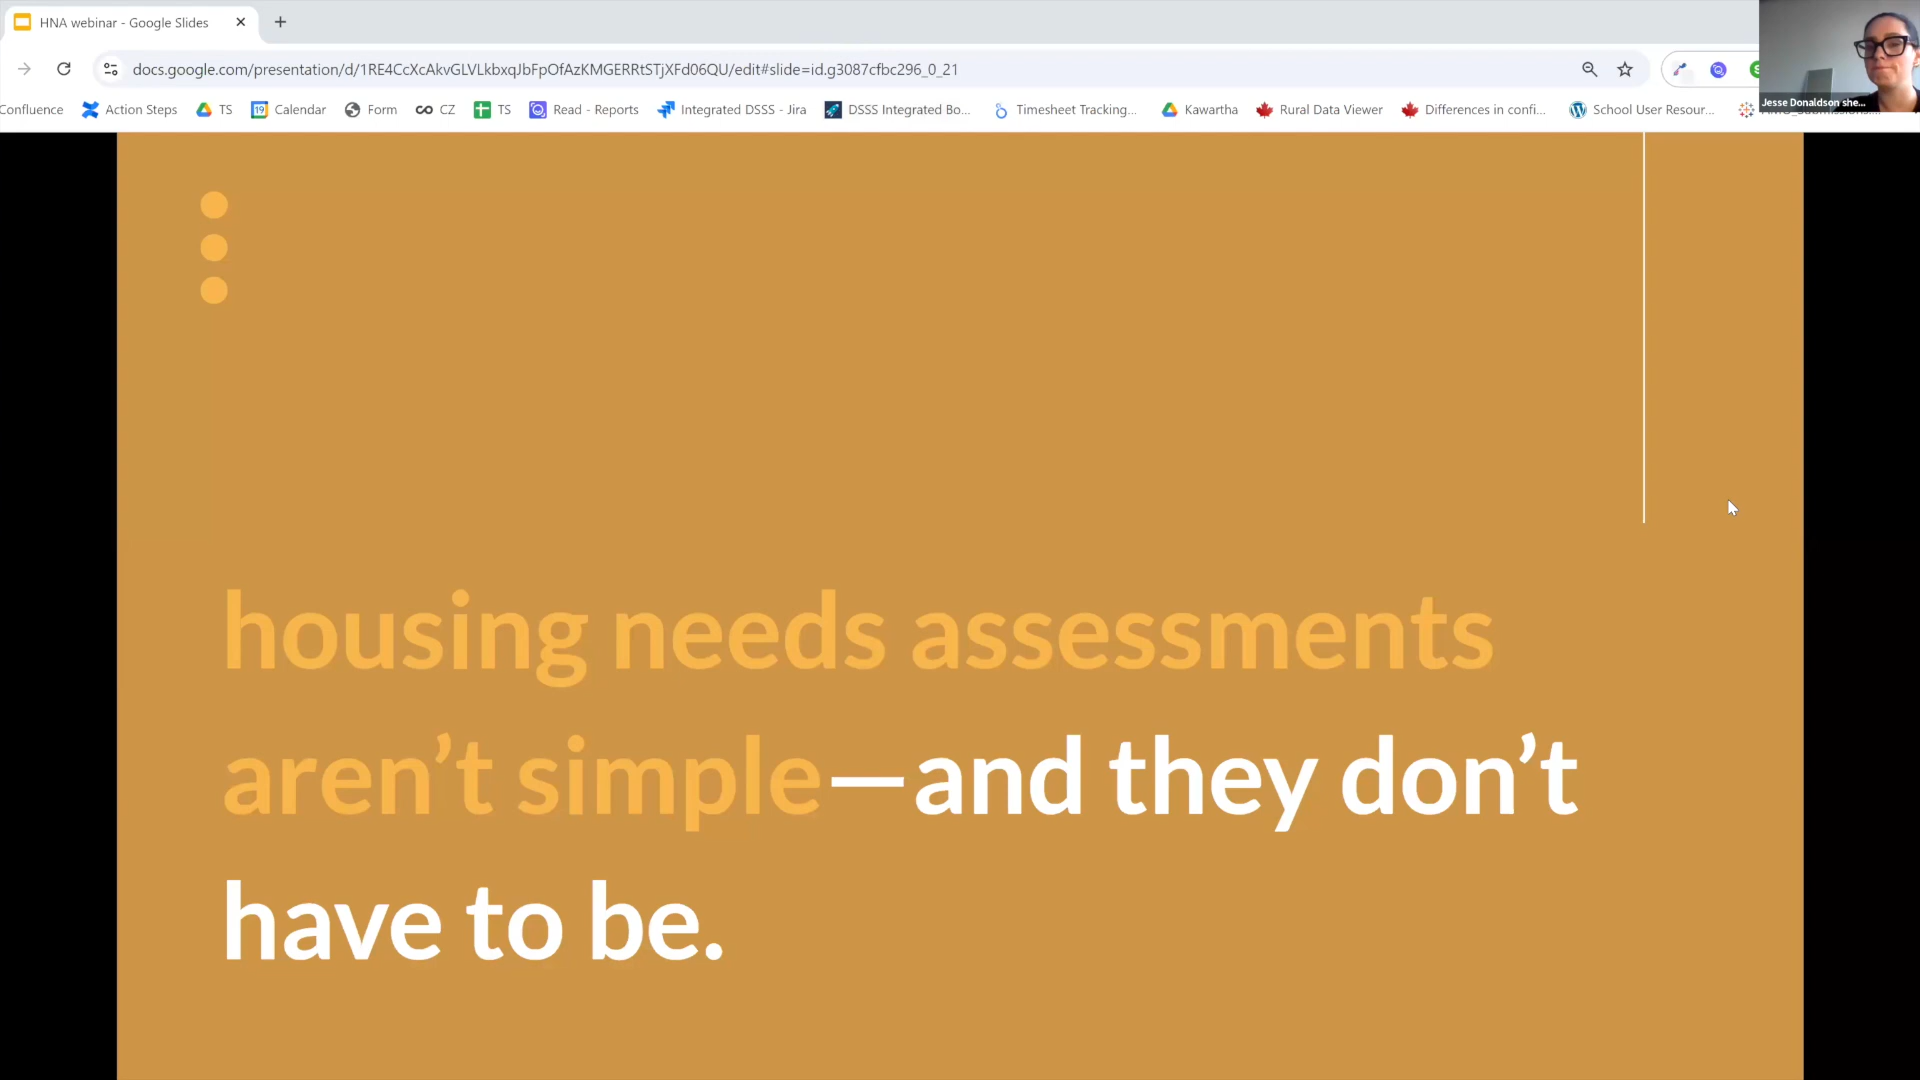 HNA webinar - Google Slides
docs.google.com/presentation/d/1RE4CcXcAkvGLVLkbxqJbFpOfAzKMGERRtSTjXFd06QU/edit#slide=id.g3087cfbc296_0_21
Confluence Action Steps TS 19 Calendar Form CZ TS Read - Reports Integrated DSSS - Jira DSSS Integrated Bo... Timesheet Tracking... Kawartha Rural Data Viewer Differences in confi... School User Resour...
Jesse Donaldson she...
housing needs assessments
aren’t simple—and they don’t
have to be.